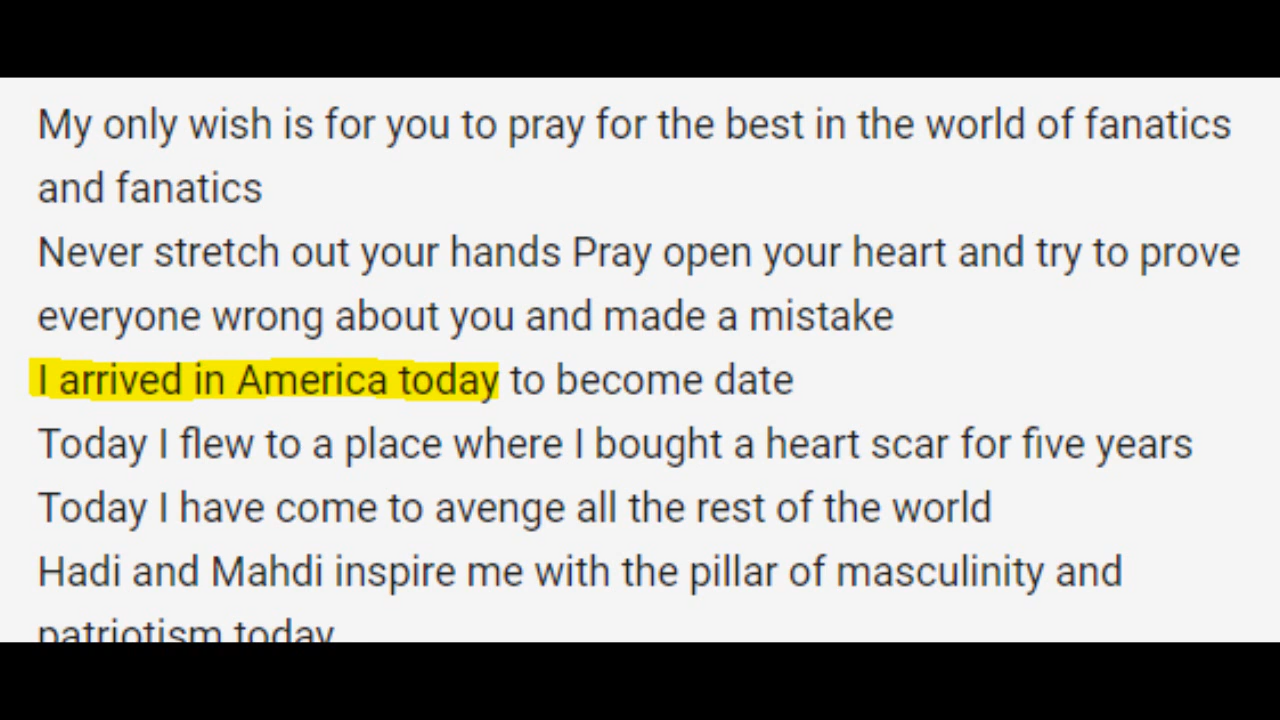 My only wish is for you to pray for the best in the world of fanatics
and fanatics
Never stretch out your hands Pray open your heart and try to prove
everyone wrong about you and made a mistake
I arrived in America today to become date
Today I flew to a place where I bought a heart scar for five years
Today I have come to avenge all the rest of the world
Hadi and Mahdi inspire me with the pillar of masculinity and
patriotism today